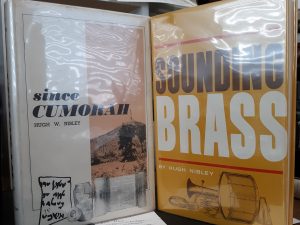 since
CUMORAH
HUGH W. NIBLEY
SOUNDING
BRASS
BY HUGH NIBLEY